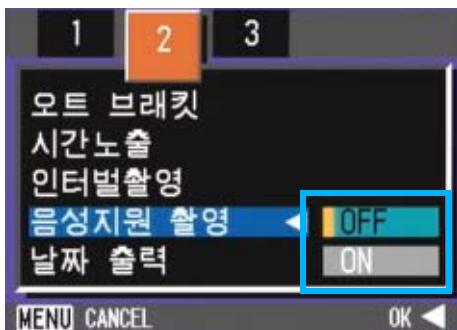 1 2 3
오트 브래킷
시간노출
인터벌촬영
음성지원 촬영 ◀ OFF
날짜 출력 ON
MENU CANCEL OK ◀